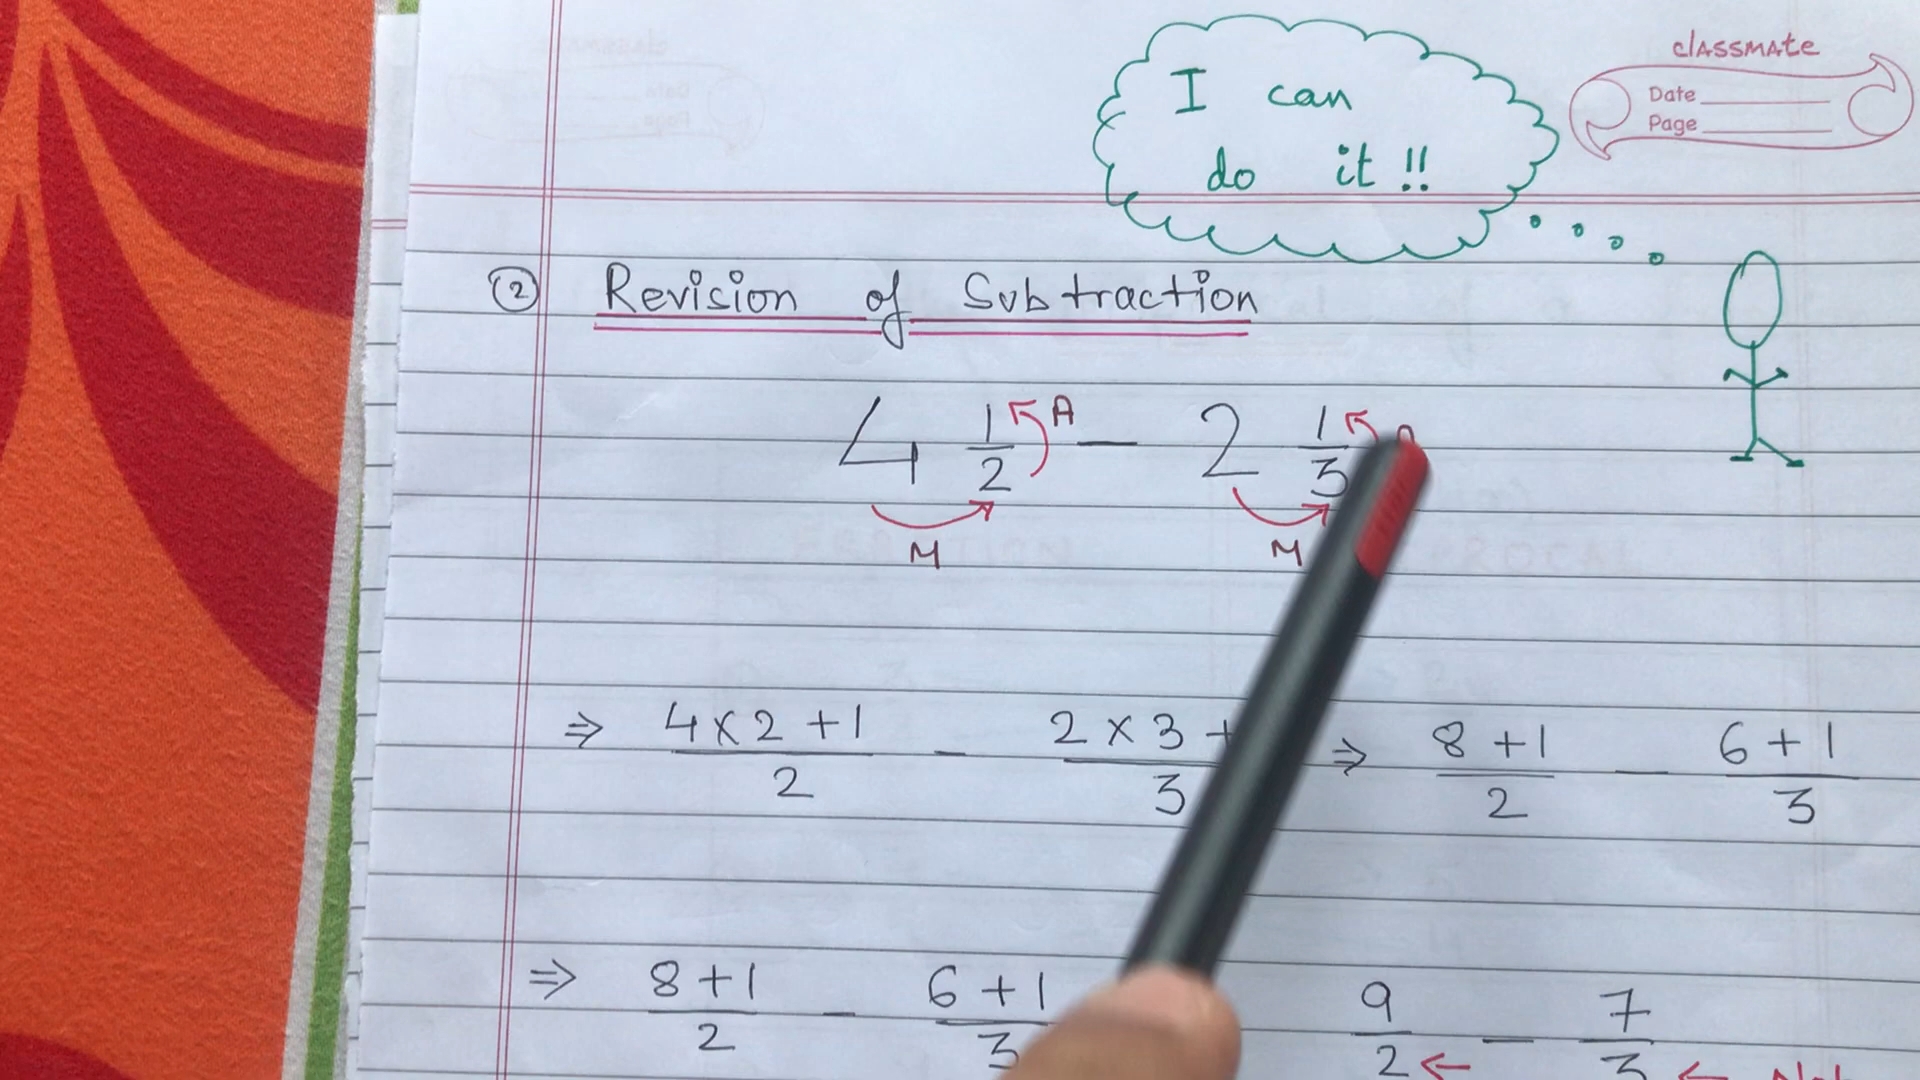 classmate
Date
Page
I can
do it !!
② Revision of Subtraction
4 1/2 A — 2 1/3
M M
⇒ 4 × 2 + 1 / 2 — 2 × 3 + / 3 ⇒ 8 + 1 / 2 — 6 + 1 / 3
⇒ 8 + 1 / 2 — 6 + 1 / 3 9 / 2 ← — 7 / 3 ←